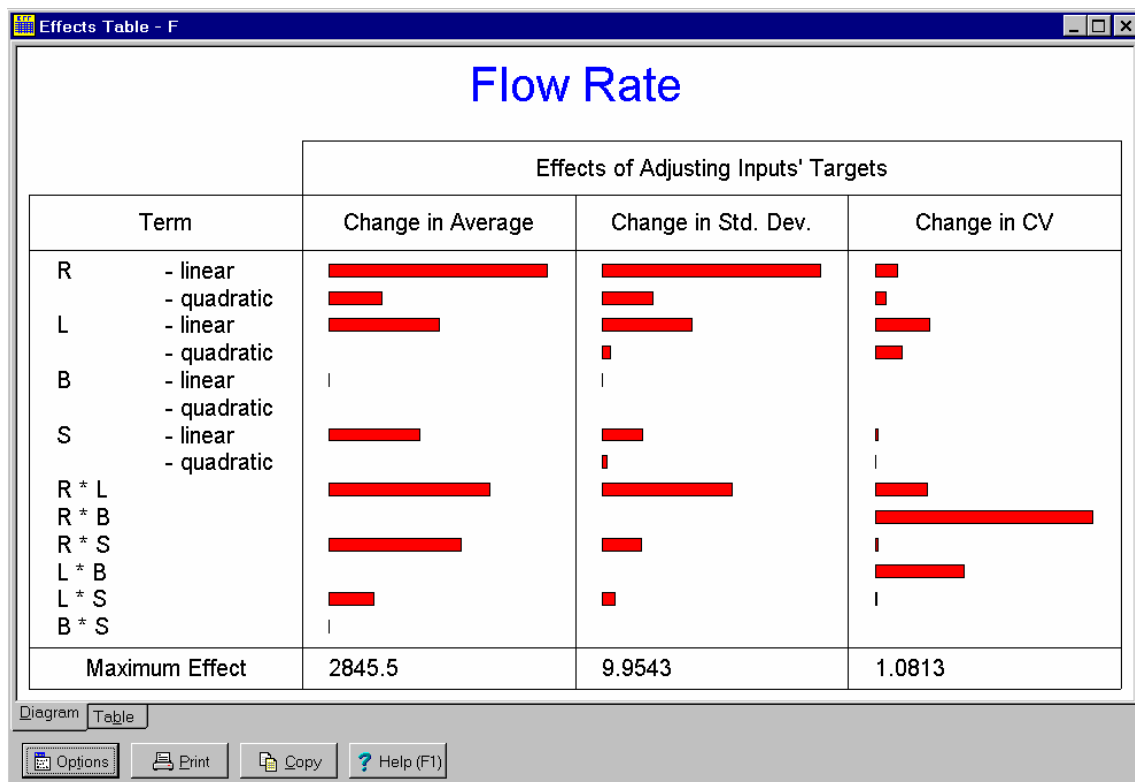 Effects Table - F
Flow Rate
Effects of Adjusting Inputs' Targets
Term Change in Average Change in Std. Dev. Change in CV
R - linear
- quadratic
L - linear
- quadratic
B - linear
- quadratic
S - linear
- quadratic
R * L
R * B
R * S
L * B
L * S
B * S
Maximum Effect 2845.5 9.9543 1.0813
Diagram Table
Options Print Copy ? Help (F1)